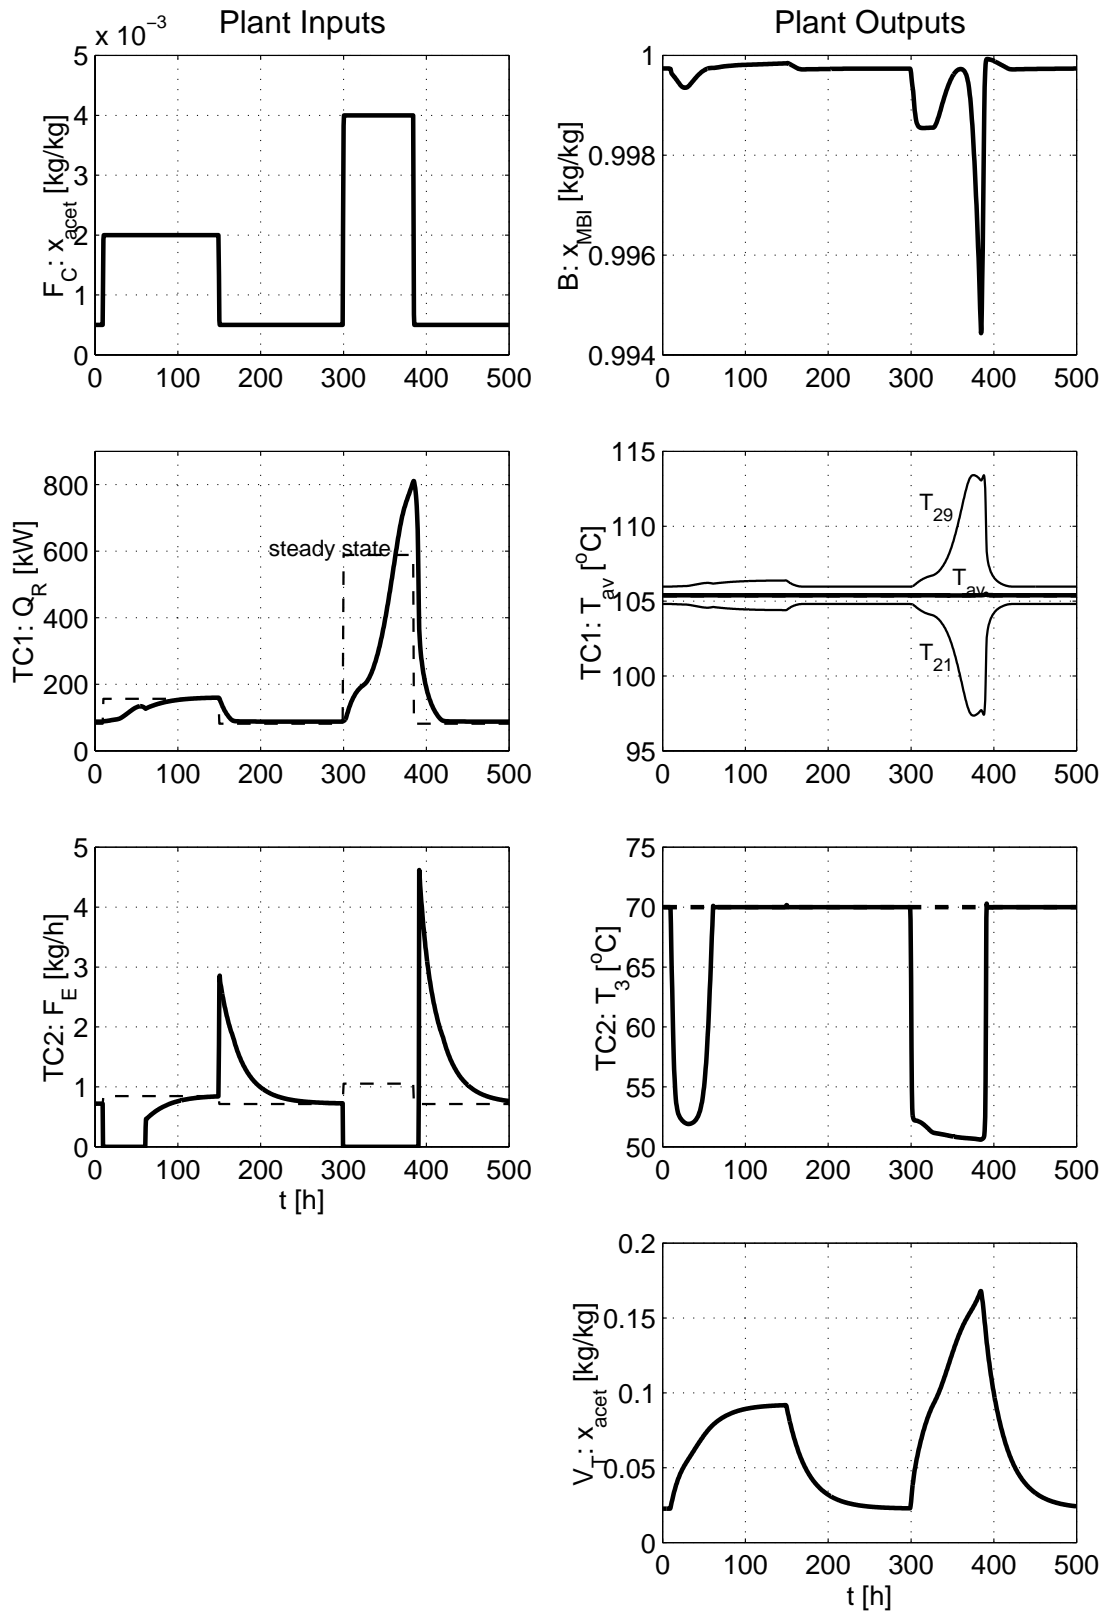 Plant Inputs
Plant Outputs
x 10⁻³
5
4
3
2
1
0
0 100 200 300 400 500
F_C: x_acet [kg/kg]
1
0.998
0.996
0.994
0 100 200 300 400 500
B: x_MBI [kg/kg]
800
600
400
200
0
0 100 200 300 400 500
TC1: Q_R [kW]
steady state
115
110
105
100
95
0 100 200 300 400 500
TC1: T_av [°C]
T_29
T_av
T_21
5
4
3
2
1
0
0 100 200 300 400 500
TC2: F_E [kg/h]
t [h]
75
70
65
60
55
50
0 100 200 300 400 500
TC2: T_3 [°C]
0.2
0.15
0.1
0.05
0
0 100 200 300 400 500
V_T: x_acet [kg/kg]
t [h]